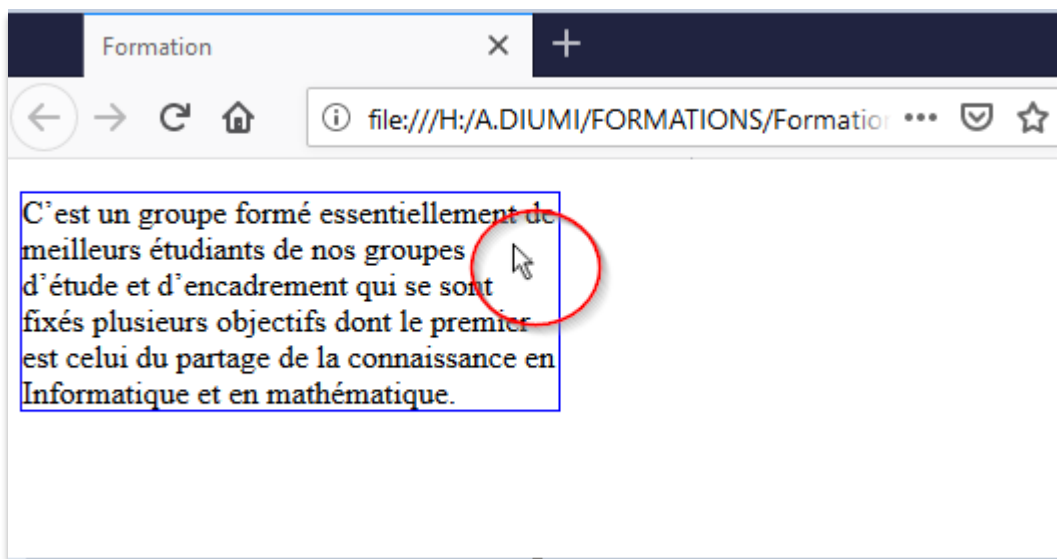 Formation
file:///H:/A.DIUMI/FORMATIONS/Formatio
C’est un groupe formé essentiellement de
meilleurs étudiants de nos groupes
d’étude et d’encadrement qui se sont
fixés plusieurs objectifs dont le premier
est celui du partage de la connaissance en
Informatique et en mathématique.